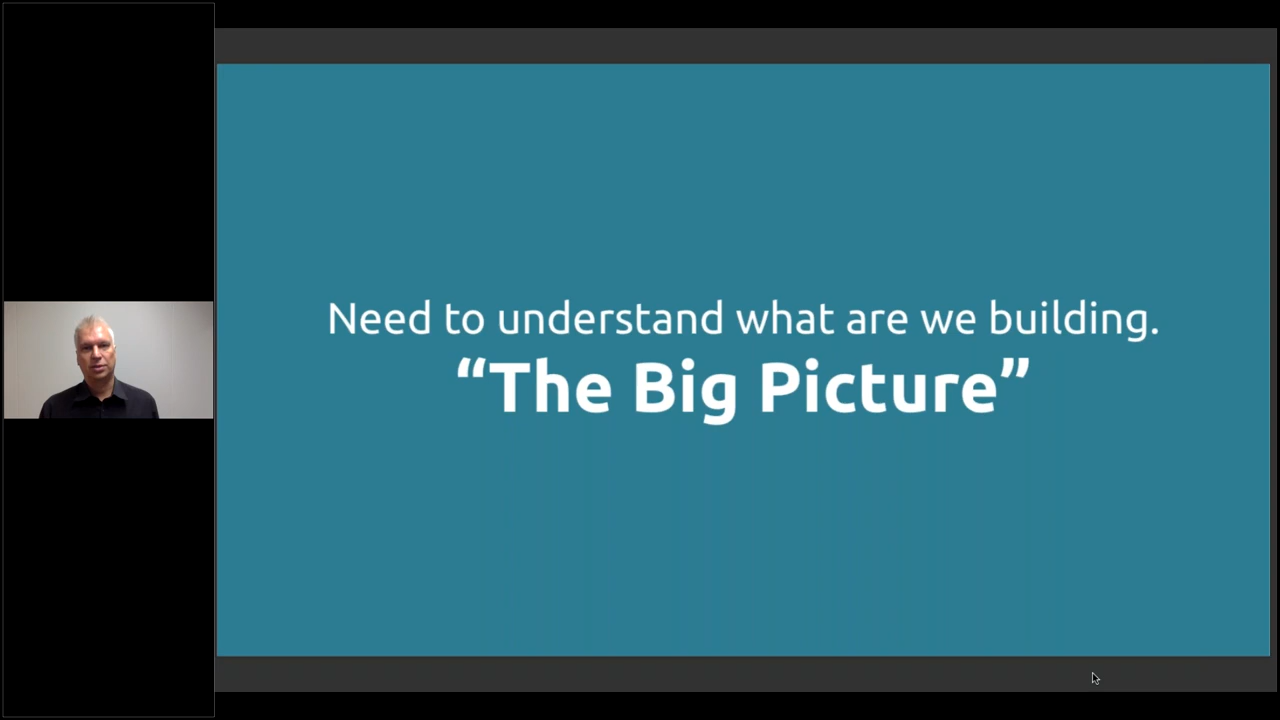 Need to understand what are we building.
“The Big Picture”